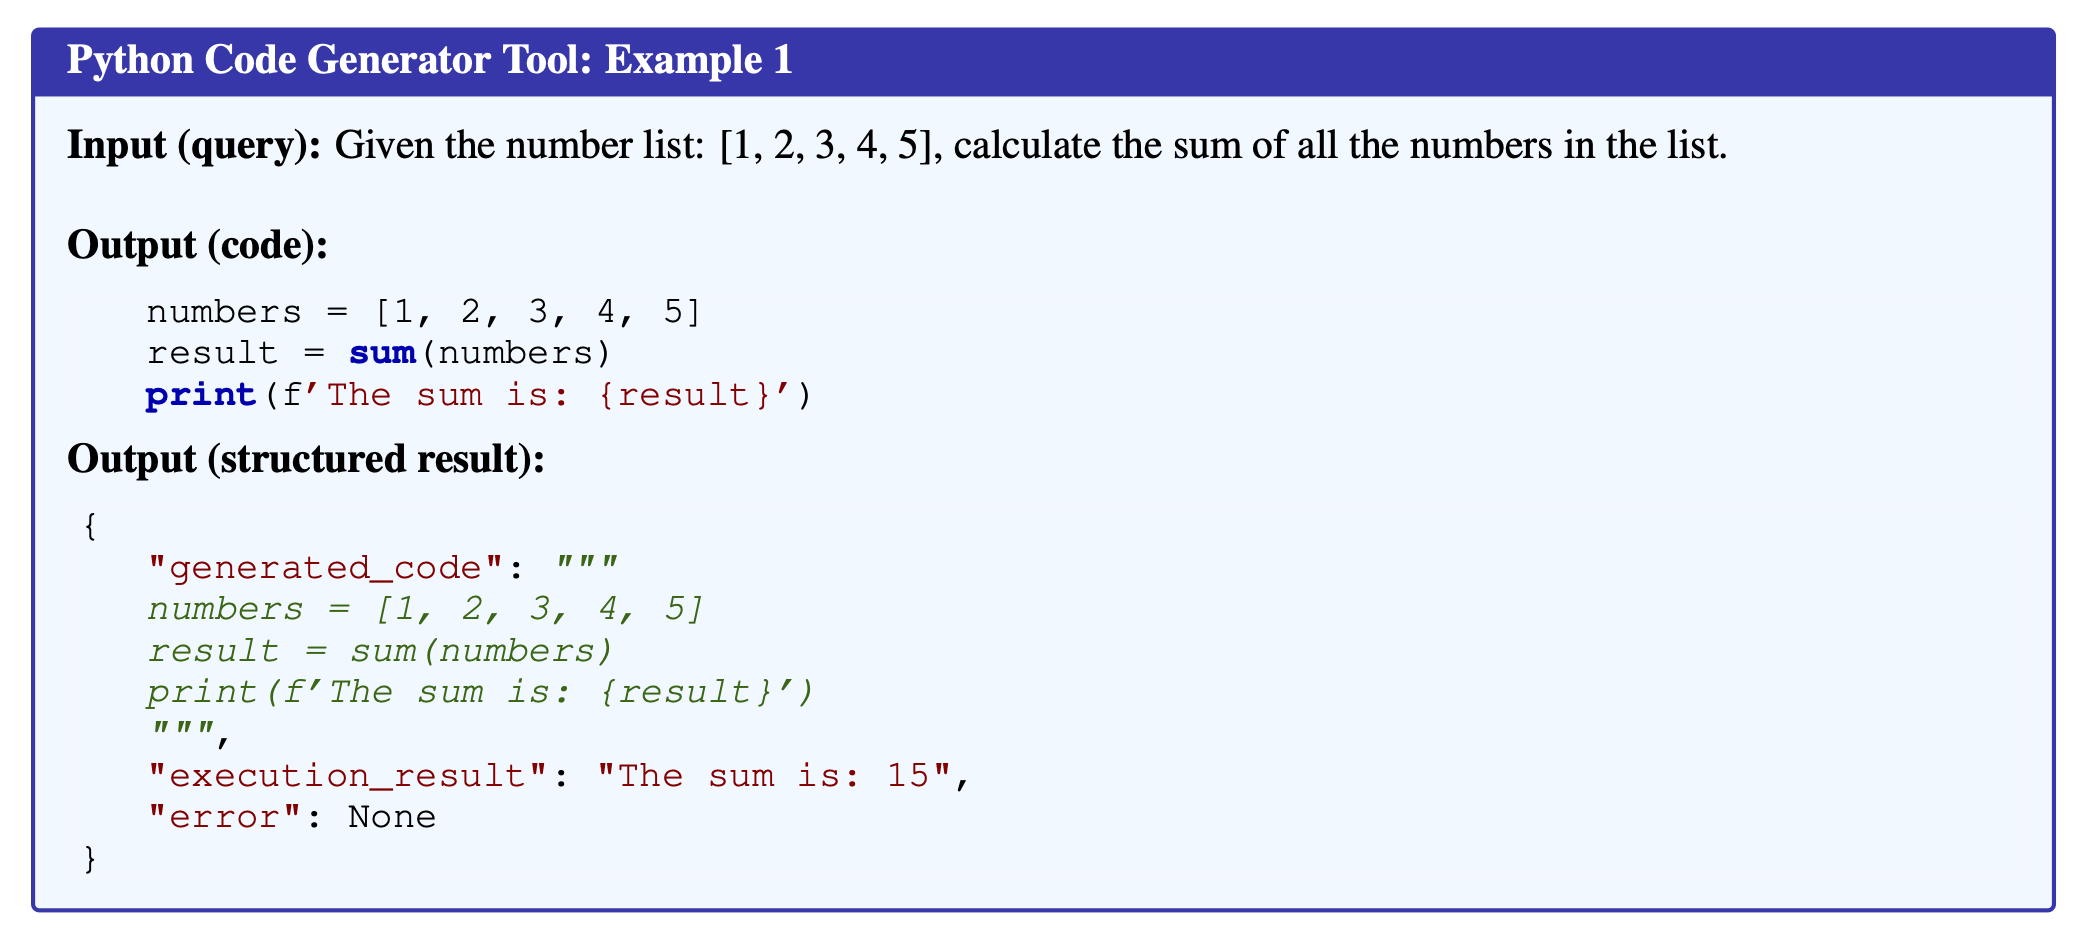 Python Code Generator Tool: Example 1
Input (query): Given the number list: [1, 2, 3, 4, 5], calculate the sum of all the numbers in the list.
Output (code):
numbers = [1, 2, 3, 4, 5]
result = sum(numbers)
print(f'The sum is: {result}')
Output (structured result):
{
"generated_code": """
numbers = [1, 2, 3, 4, 5]
result = sum(numbers)
print(f'The sum is: {result}')
""",
"execution_result": "The sum is: 15",
"error": None
}